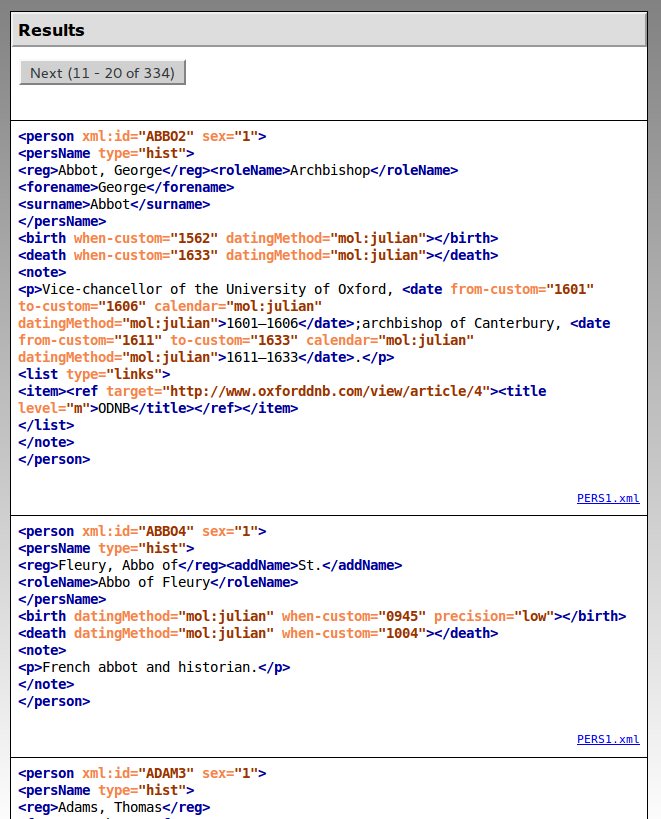 Results
Next (11 - 20 of 334)
<person xml:id="ABBO2" sex="1">
<persName type="hist">
<reg>Abbot, George</reg><roleName>Archbishop</roleName>
<forename>George</forename>
<surname>Abbot</surname>
</persName>
<birth when-custom="1562" datingMethod="mol:julian"></birth>
<death when-custom="1633" datingMethod="mol:julian"></death>
<note>
<p>Vice-chancellor of the University of Oxford, <date from-custom="1601"
to-custom="1606" calendar="mol:julian"
datingMethod="mol:julian">1601–1606</date>;archbishop of Canterbury, <date
from-custom="1611" to-custom="1633" calendar="mol:julian"
datingMethod="mol:julian">1611–1633</date>.</p>
<list type="links">
<item><ref target="http://www.oxforddnb.com/view/article/4"><title
level="m">ODNB</title></ref></item>
</list>
</note>
</person>
PERS1.xml
<person xml:id="ABBO4" sex="1">
<persName type="hist">
<reg>Fleury, Abbo of</reg><addName>St.</addName>
<roleName>Abbo of Fleury</roleName>
</persName>
<birth datingMethod="mol:julian" when-custom="0945" precision="low"></birth>
<death datingMethod="mol:julian" when-custom="1004"></death>
<note>
<p>French abbot and historian.</p>
</note>
</person>
PERS1.xml
<person xml:id="ADAM3" sex="1">
<persName type="hist">
<reg>Adams, Thomas</reg>